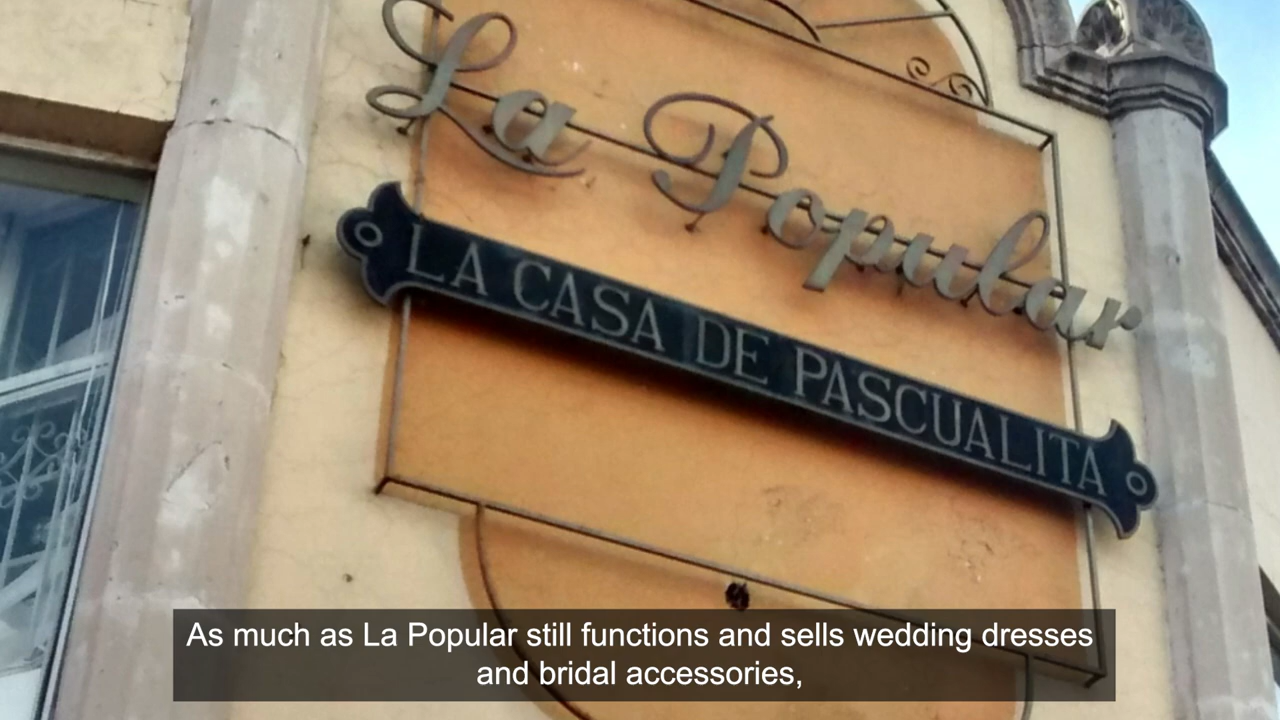 La Popular
LA CASA DE PASCUALITA
As much as La Popular still functions and sells wedding dresses
and bridal accessories,